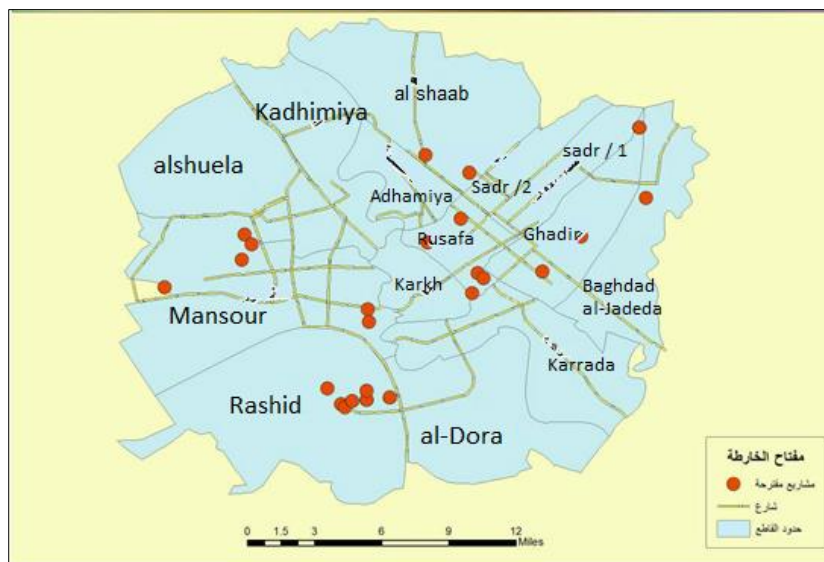 al shaab
Kadhimiya
alshuela
sadr / 1
Sadr /2
Adhamiya
Rusafa
Ghadir
Karkh
Baghdad
al-Jadeda
Mansour
Karrada
Rashid
al-Dora
مفتاح الخارطة
مشاريع مقترحة
شارع
حدود القاطع
0 1.5 3 6 9 12
Miles